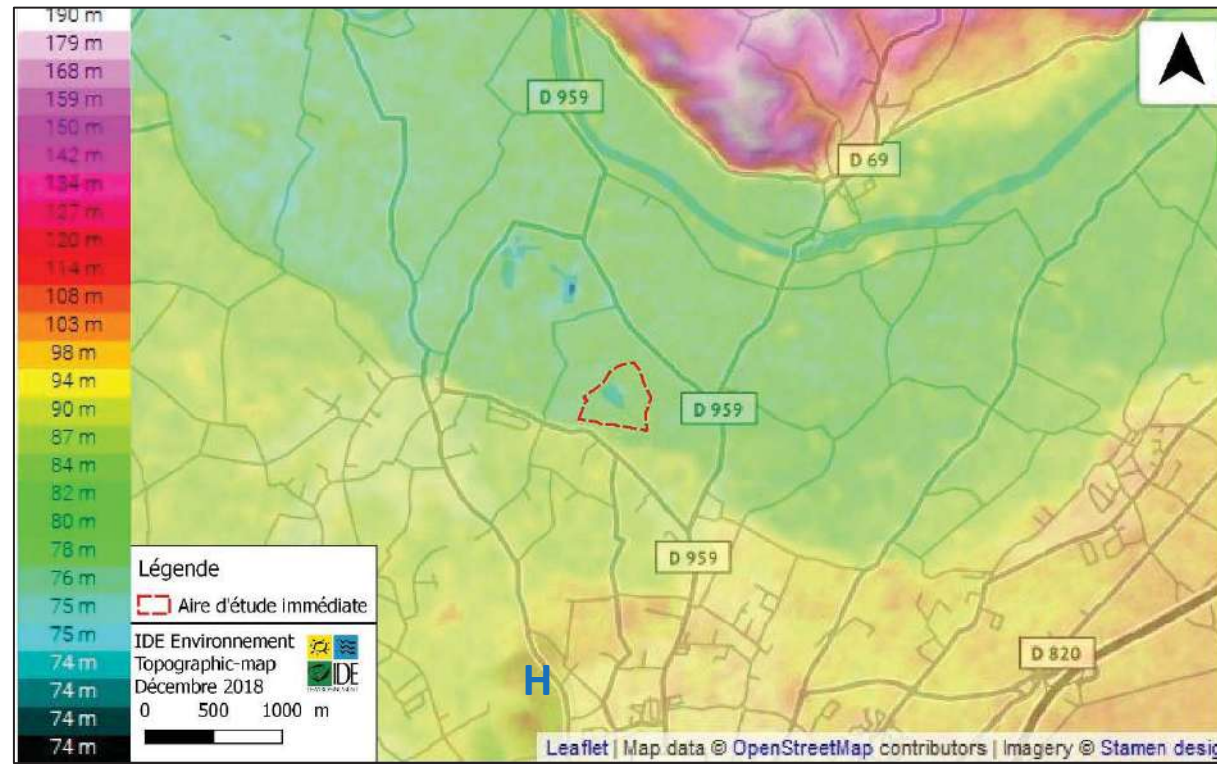 190 m
179 m
168 m
159 m
150 m
142 m
134 m
127 m
120 m
114 m
108 m
103 m
98 m
94 m
90 m
87 m
84 m
82 m
80 m
78 m
76 m
75 m
75 m
74 m
74 m
74 m
74 m
D 959
D 69
D 959
D 959
D 820
H
Légende
Aire d'étude immédiate
IDE Environnement
Topographic-map
Décembre 2018
IDE
0 500 1000 m
Leaflet | Map data © OpenStreetMap contributors | Imagery © Stamen desig